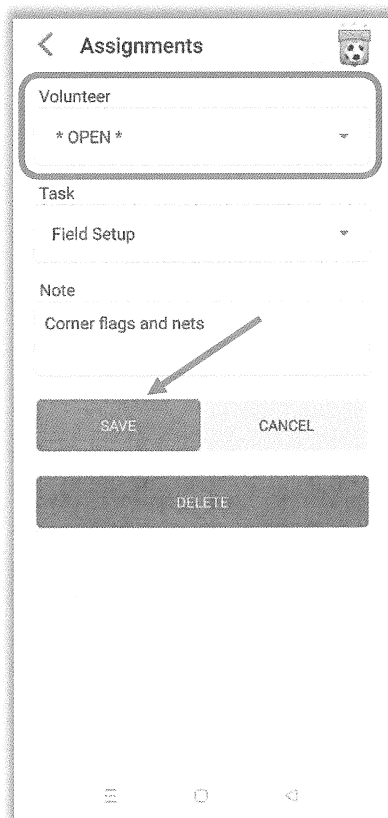 Assignments
Volunteer
* OPEN *
Task
Field Setup
Note
Corner flags and nets
SAVE
CANCEL
DELETE